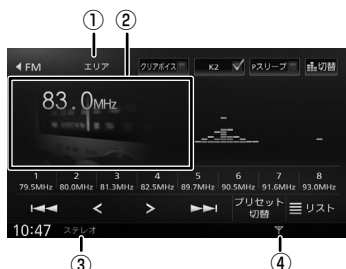 ① ②
◀ FM エリア クリアボイス K2 Pスリープ 切替
83.0MHz
1 2 3 4 5 6 7 8
79.5MHz 80.0MHz 81.3MHz 82.5MHz 89.7MHz 90.5MHz 91.6MHz 93.0MHz
プリセット切替 リスト
10:47 ステレオ
③ ④